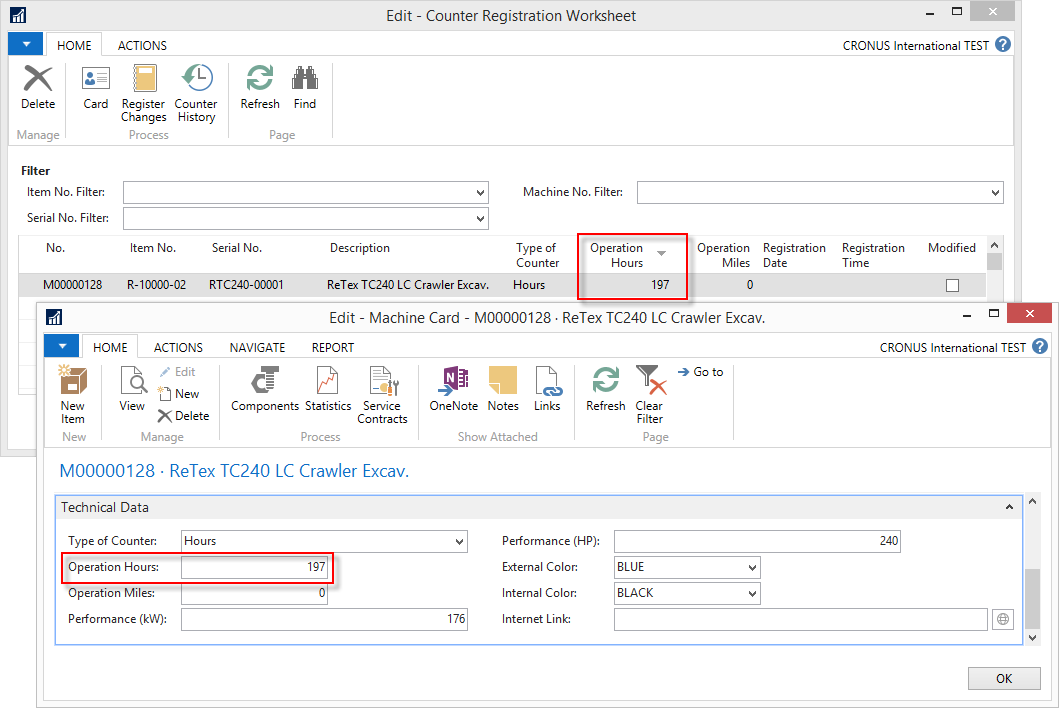 Edit - Counter Registration Worksheet
HOME ACTIONS CRONUS International TEST ?
Delete Card Register Changes Counter History Refresh Find
Manage Process Page
Filter
Item No. Filter: Machine No. Filter:
Serial No. Filter:
No. Item No. Serial No. Description Type of Counter Operation Hours Operation Miles Registration Date Registration Time Modified
M00000128 R-10000-02 RTC240-00001 ReTex TC240 LC Crawler Excav. Hours 197 0
Edit - Machine Card - M00000128 · ReTex TC240 LC Crawler Excav.
HOME ACTIONS NAVIGATE REPORT CRONUS International TEST ?
New Item View Edit New Delete Components Statistics Service Contracts OneNote Notes Links Refresh Clear Filter Go to
New Manage Process Show Attached Page
M00000128 · ReTex TC240 LC Crawler Excav.
Technical Data
Type of Counter: Hours Performance (HP): 240
Operation Hours: 197 External Color: BLUE
Operation Miles: 0 Internal Color: BLACK
Performance (kW): 176 Internet Link:
OK